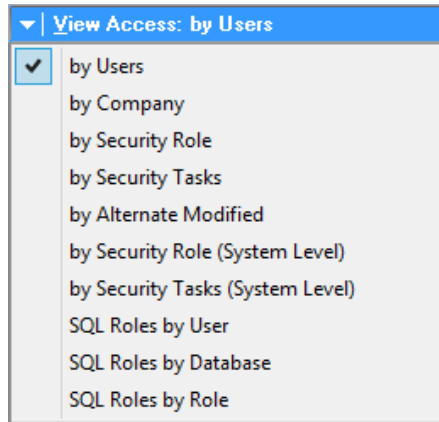 View Access: by Users
by Users
by Company
by Security Role
by Security Tasks
by Alternate Modified
by Security Role (System Level)
by Security Tasks (System Level)
SQL Roles by User
SQL Roles by Database
SQL Roles by Role